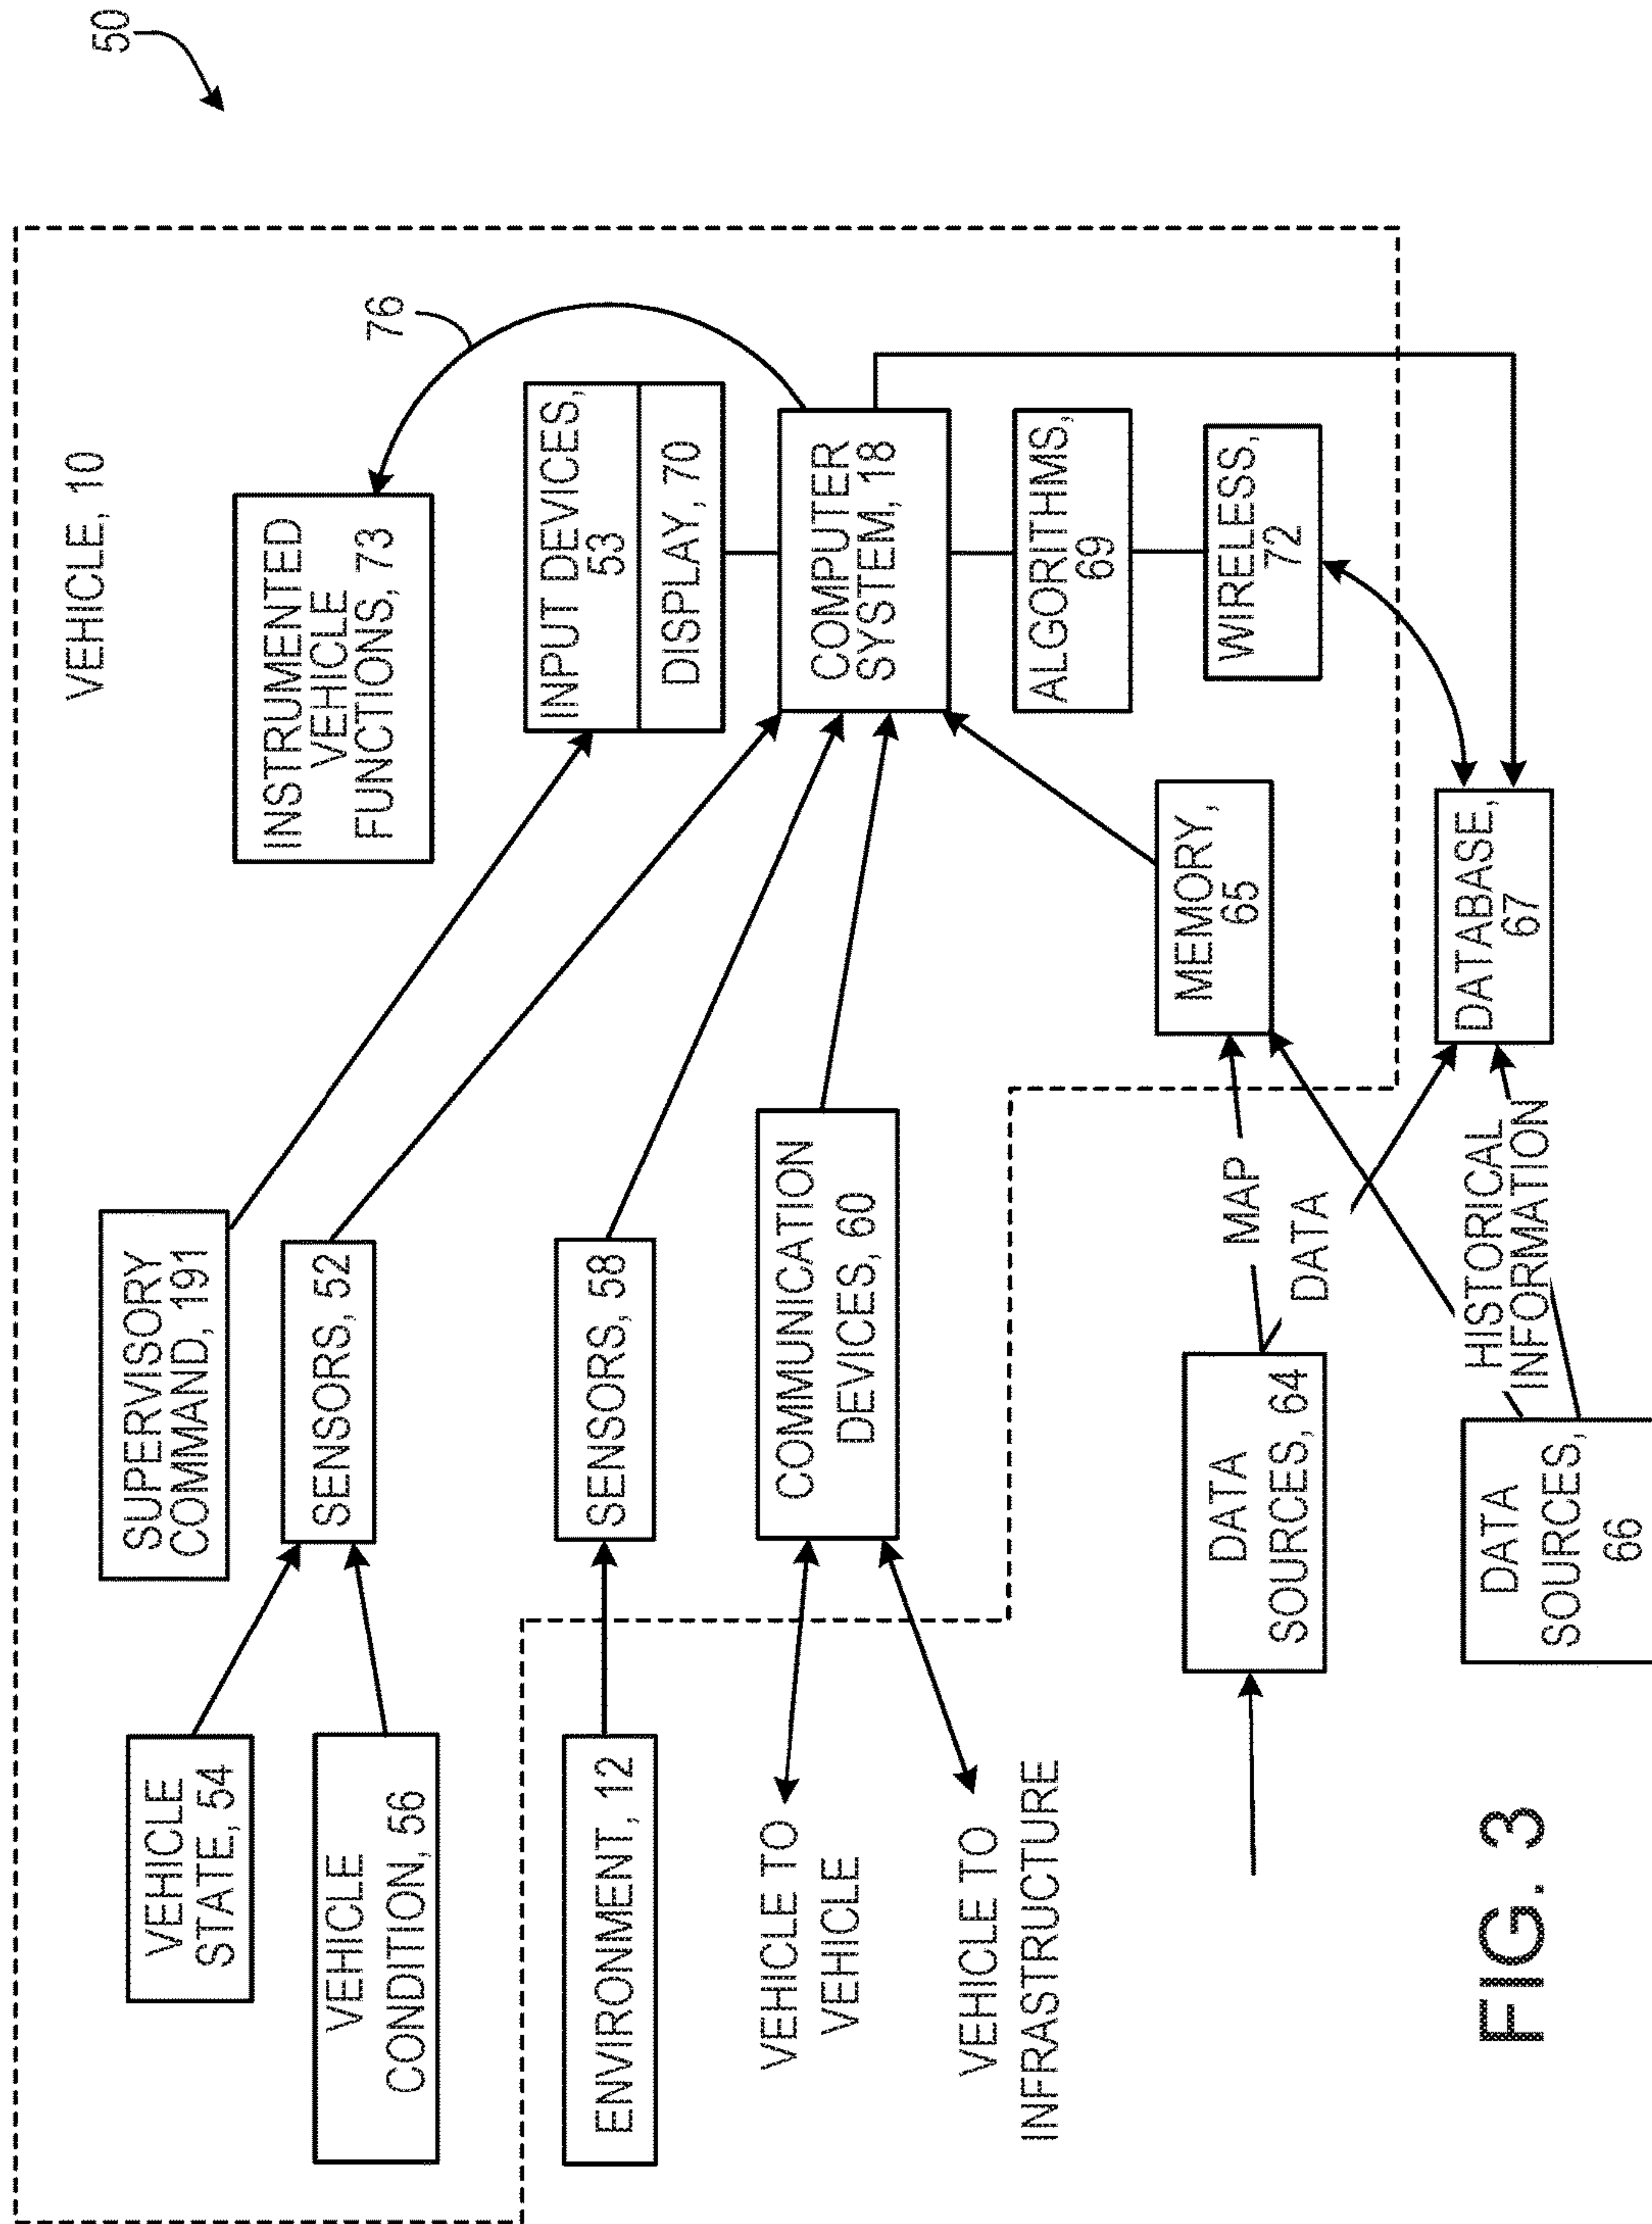 50
VEHICLE, 10
SUPERVISORY
COMMAND, 191
VEHICLE
STATE, 54
SENSORS, 52
VEHICLE
CONDITION, 56
INSTRUMENTED
VEHICLE
FUNCTIONS, 73
76
INPUT DEVICES,
53
DISPLAY, 70
ENVIRONMENT, 12
SENSORS, 58
COMPUTER
SYSTEM, 18
VEHICLE TO
VEHICLE
COMMUNICATION
DEVICES, 60
VEHICLE TO
INFRASTRUCTURE
ALGORITHMS,
69
MEMORY,
65
WIRELESS,
72
DATA
SOURCES, 64
MAP
DATA
DATABASE,
67
DATA
SOURCES,
66
HISTORICAL
INFORMATION
FIG. 3